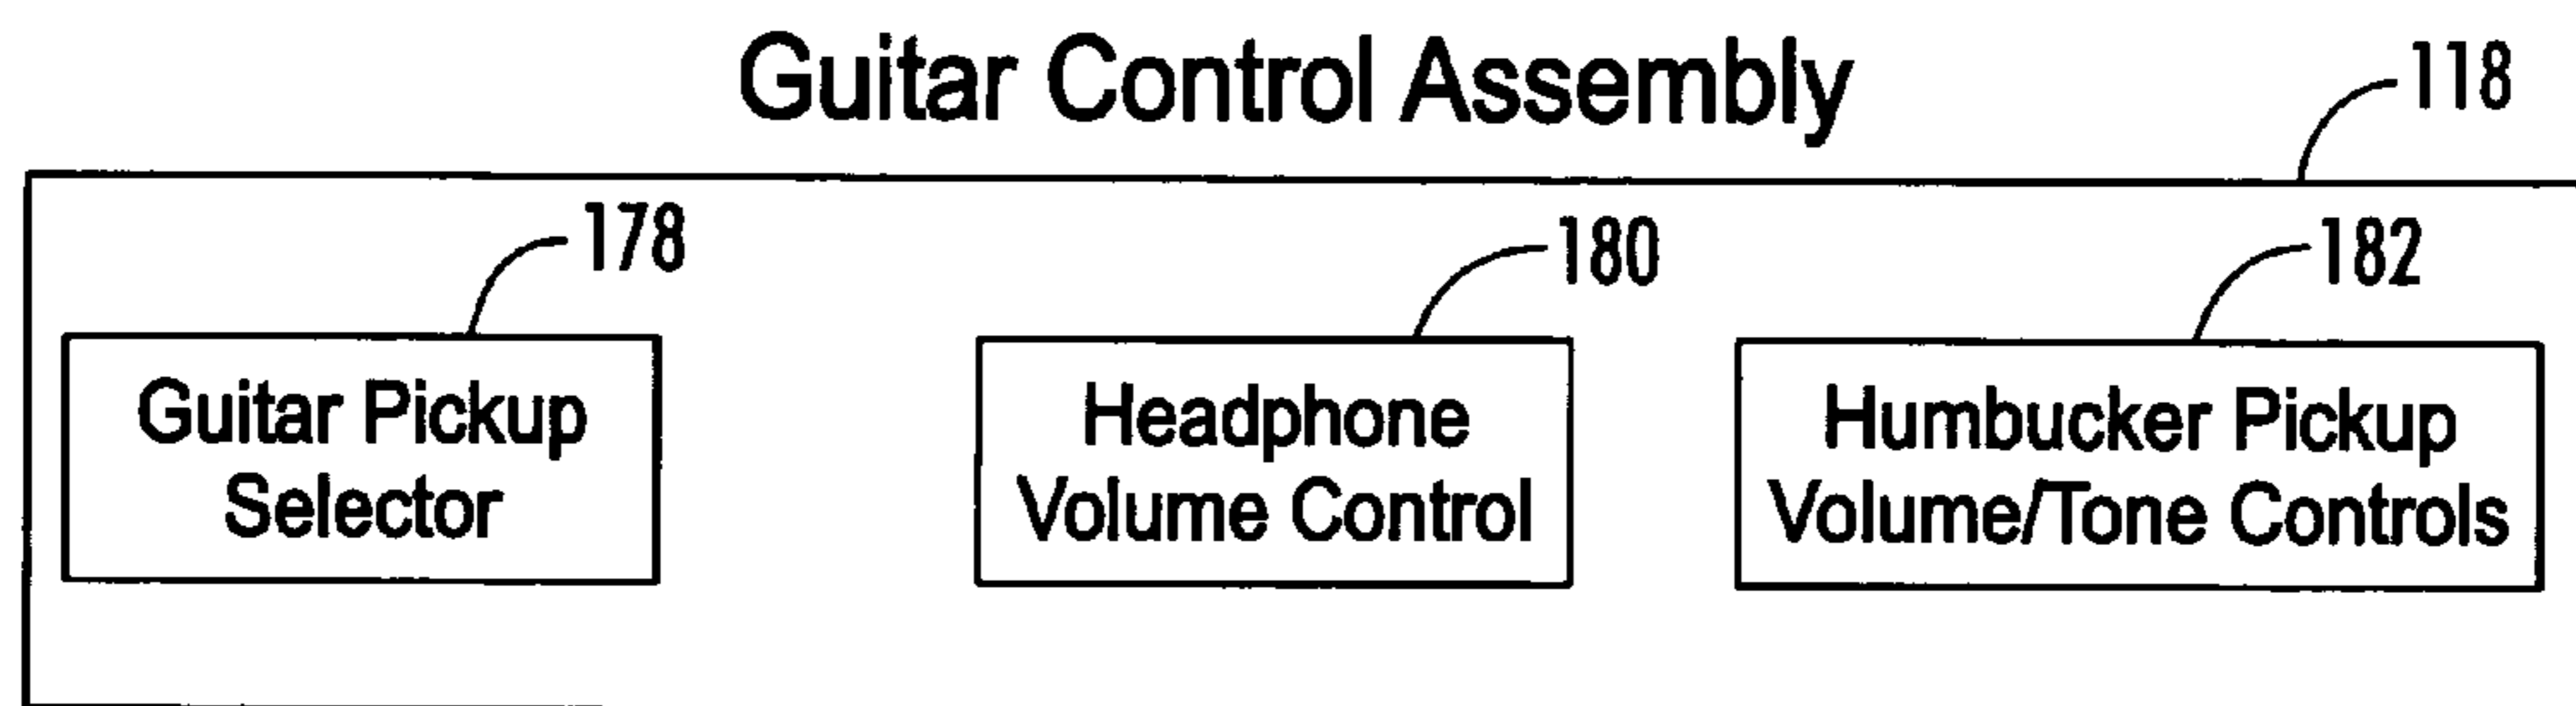 Guitar Control Assembly
118
178
180
182
Guitar Pickup
Selector
Headphone
Volume Control
Humbucker Pickup
Volume/Tone Controls